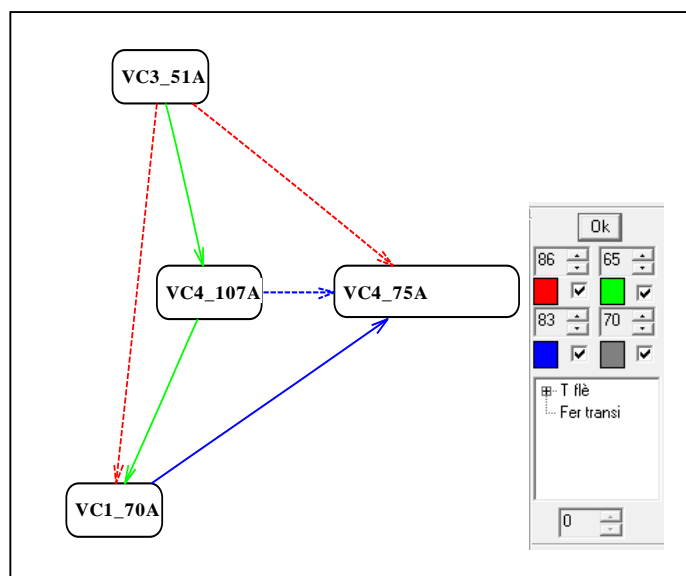 VC3_51A
VC4_107A
VC4_75A
VC1_70A
Ok
86 65
83 70
T flè
Fer transi
0